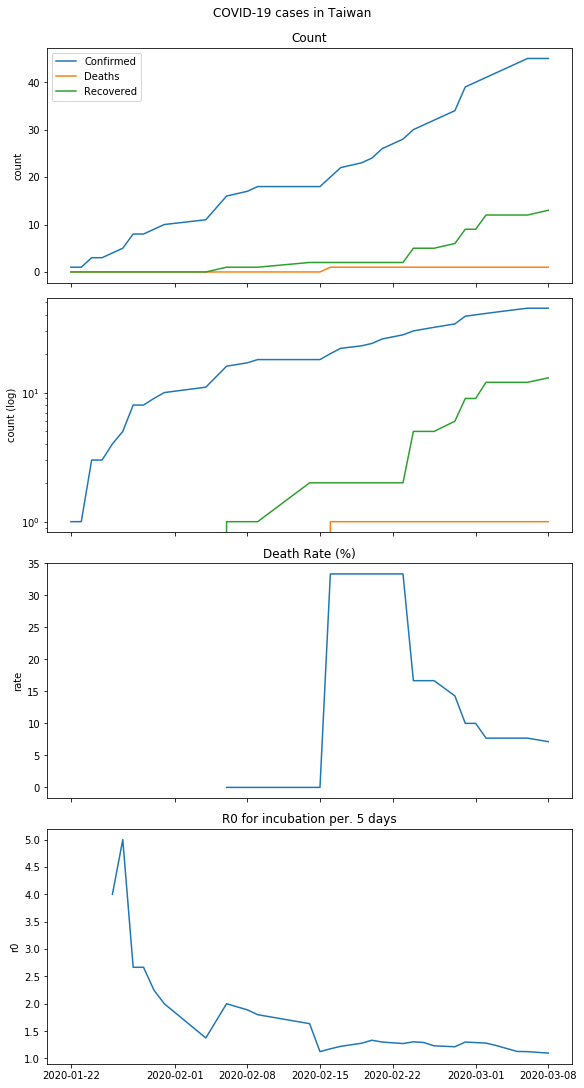 COVID-19 cases in Taiwan
Count
Confirmed
Deaths
Recovered
40
30
20
10
0
count
10¹
10⁰
count (log)
Death Rate (%)
35
30
25
20
15
10
5
0
rate
R0 for incubation per. 5 days
5.0
4.5
4.0
3.5
3.0
2.5
2.0
1.5
1.0
r0
2020-01-22 2020-02-01 2020-02-08 2020-02-15 2020-02-22 2020-03-01 2020-03-08